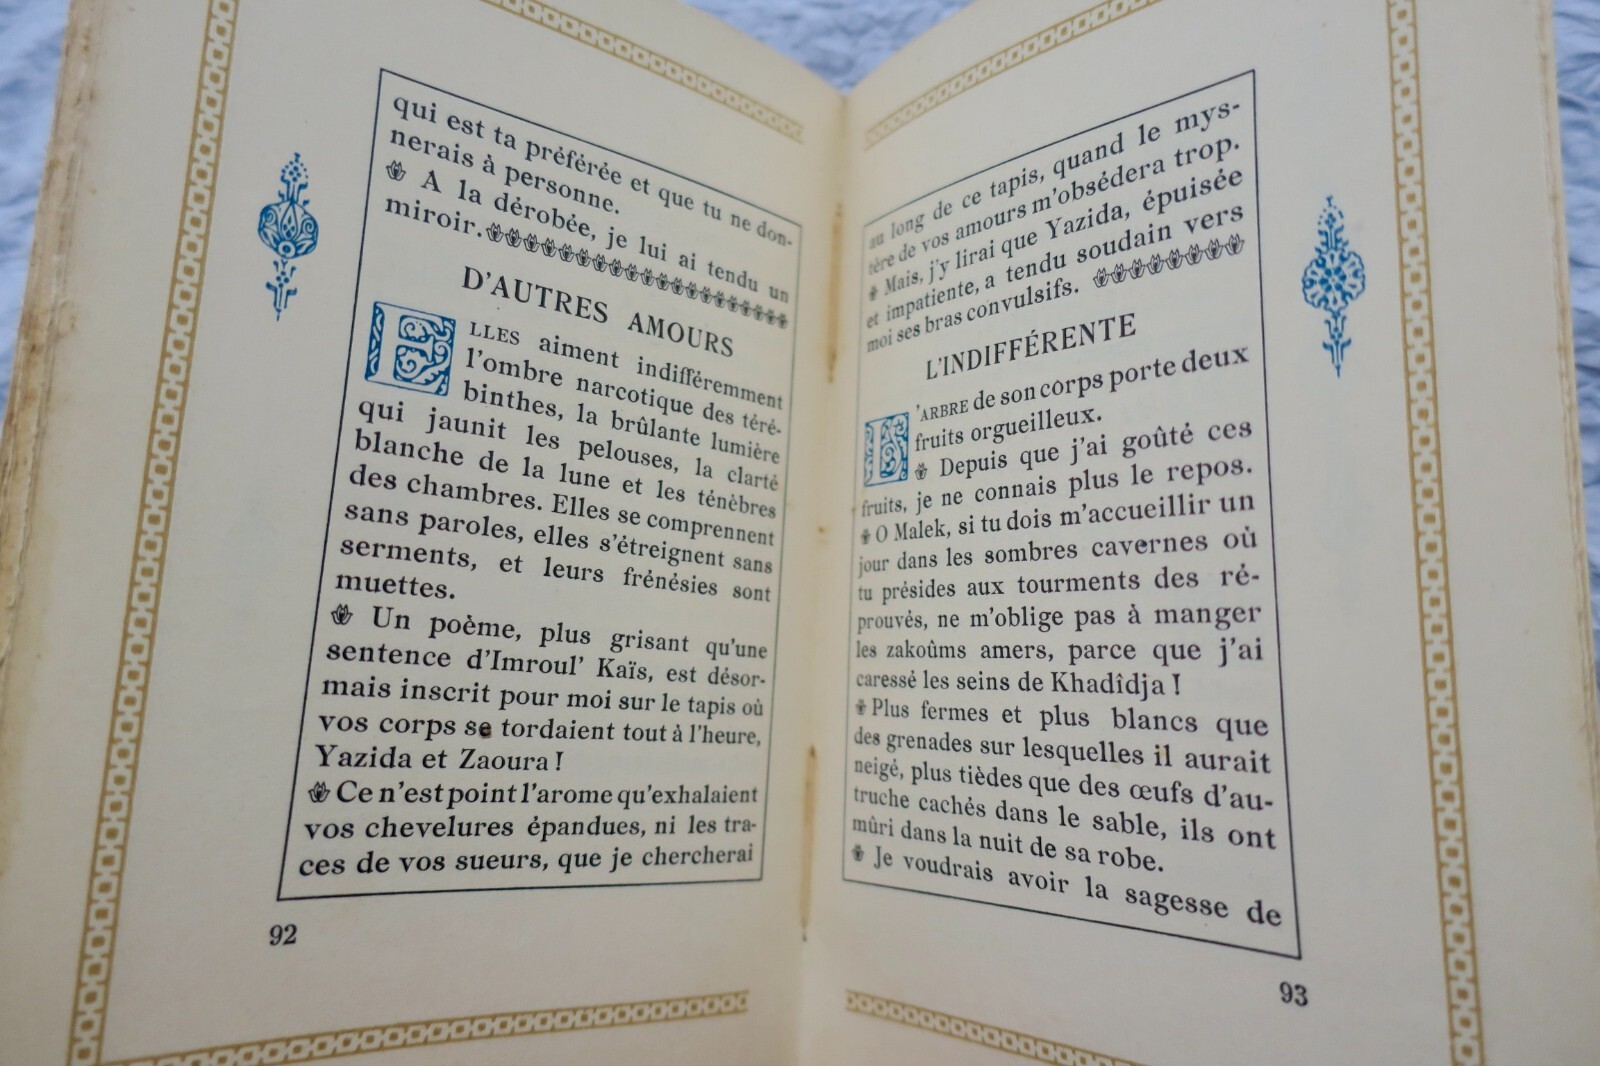 qui est ta préférée et que tu ne don-
nerais à personne.
A la dérobée, je lui ai tendu un
miroir.
D'AUTRES AMOURS
ELLES aiment indifféremment
l'ombre narcotique des téré-
binthes, la brûlante lumière
qui jaunit les pelouses, la clarté
blanche de la lune et les ténèbres
des chambres. Elles se comprennent
sans paroles, elles s'étreignent sans
serments, et leurs frénésies sont
muettes.
Un poème, plus grisant qu'une
sentence d'Imroul' Kaïs, est désor-
mais inscrit pour moi sur le tapis où
vos corps se tordaient tout à l'heure,
Yazida et Zaoura !
Ce n'est point l'arome qu'exhalaient
vos chevelures épandues, ni les tra-
ces de vos sueurs, que je chercherai
92
au long de ce tapis, quand le mys-
tère de vos amours m'obsédera trop.
Mais, j'y lirai que Yazida, épuisée
et impatiente, a tendu soudain vers
moi ses bras convulsifs.
L'INDIFFÉRENTE
L'ARBRE de son corps porte deux
fruits orgueilleux.
Depuis que j'ai goûté ces
fruits, je ne connais plus le repos.
O Malek, si tu dois m'accueillir un
jour dans les sombres cavernes où
tu présides aux tourments des ré-
prouvés, ne m'oblige pas à manger
les zakoûms amers, parce que j'ai
caressé les seins de Khadîdja !
Plus fermes et plus blancs que
des grenades sur lesquelles il aurait
neigé, plus tièdes que des œufs d'au-
truche cachés dans le sable, ils ont
mûri dans la nuit de sa robe.
Je voudrais avoir la sagesse de
93